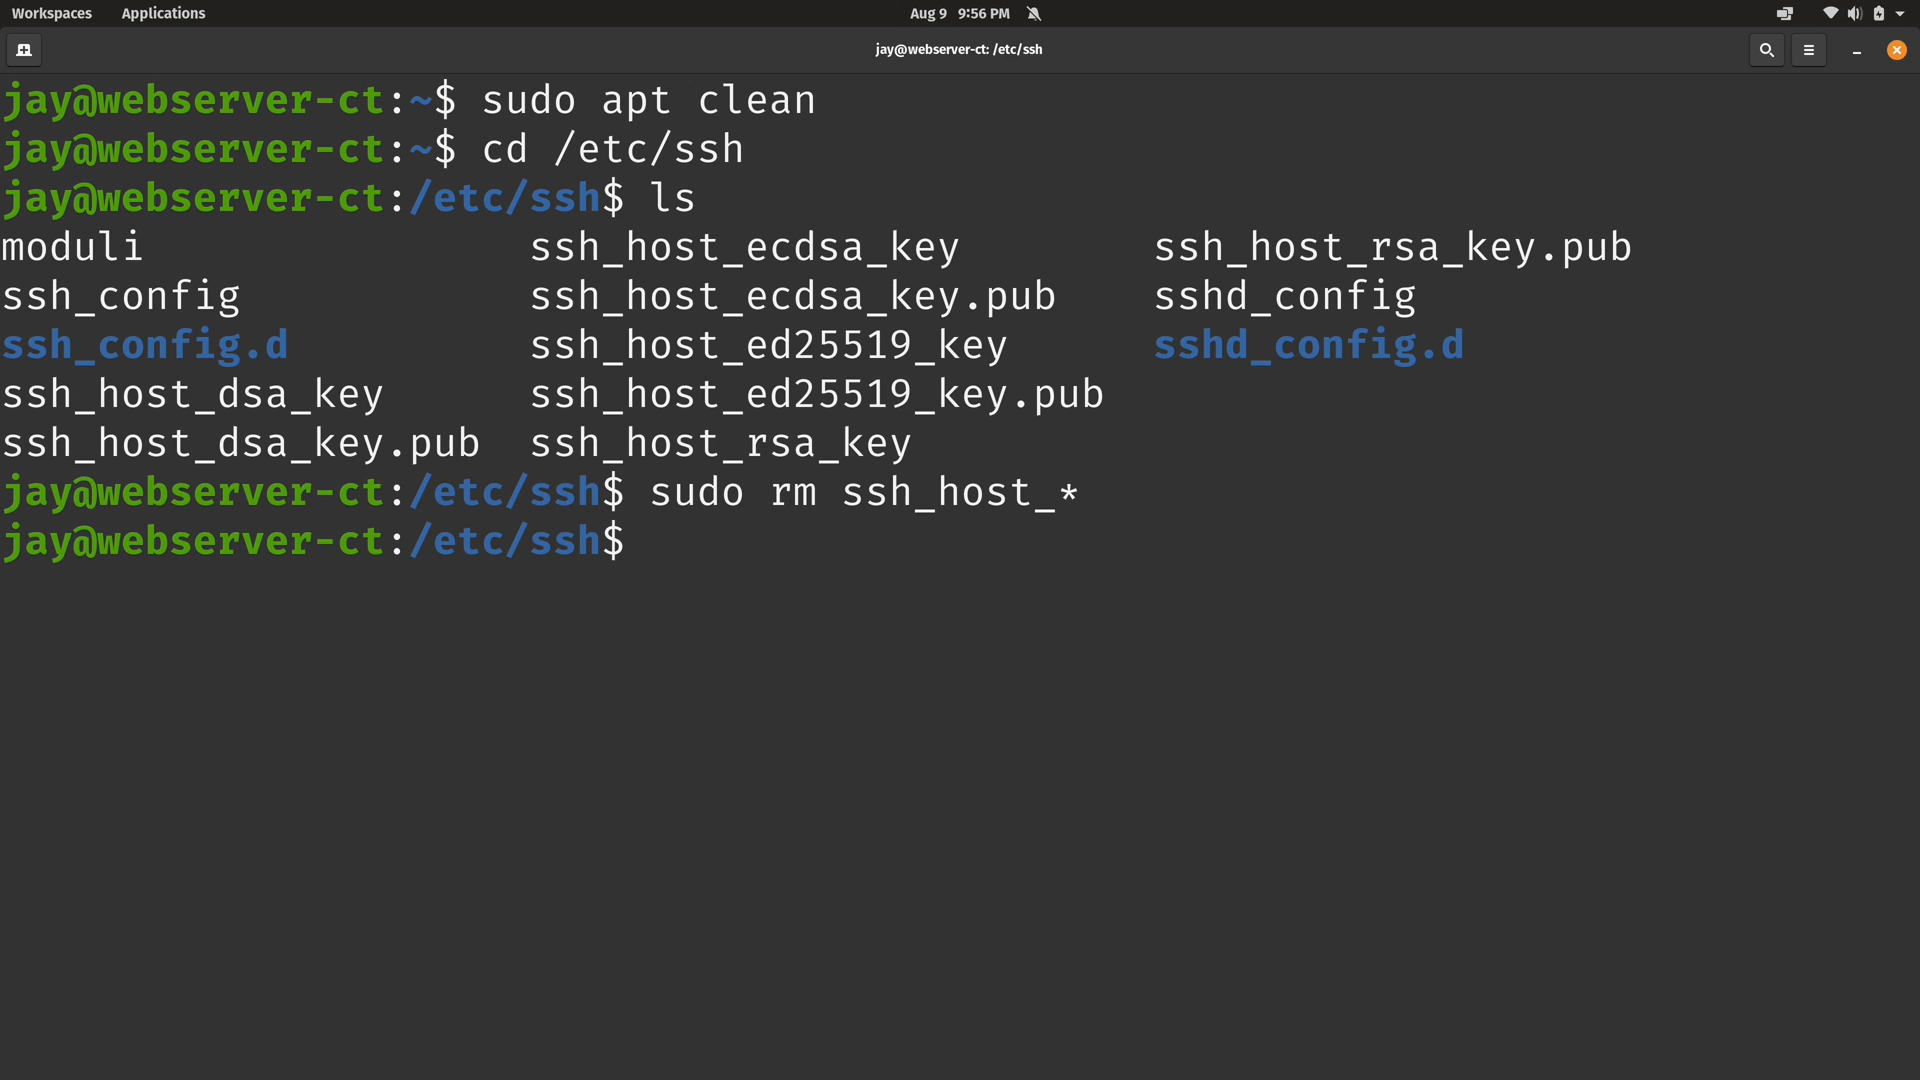 Workspaces Applications Aug 9 9:56 PM
jay@webserver-ct: /etc/ssh
jay@webserver-ct:~$ sudo apt clean
jay@webserver-ct:~$ cd /etc/ssh
jay@webserver-ct:/etc/ssh$ ls
moduli ssh_host_ecdsa_key ssh_host_rsa_key.pub
ssh_config ssh_host_ecdsa_key.pub sshd_config
ssh_config.d ssh_host_ed25519_key sshd_config.d
ssh_host_dsa_key ssh_host_ed25519_key.pub
ssh_host_dsa_key.pub ssh_host_rsa_key
jay@webserver-ct:/etc/ssh$ sudo rm ssh_host_*
jay@webserver-ct:/etc/ssh$